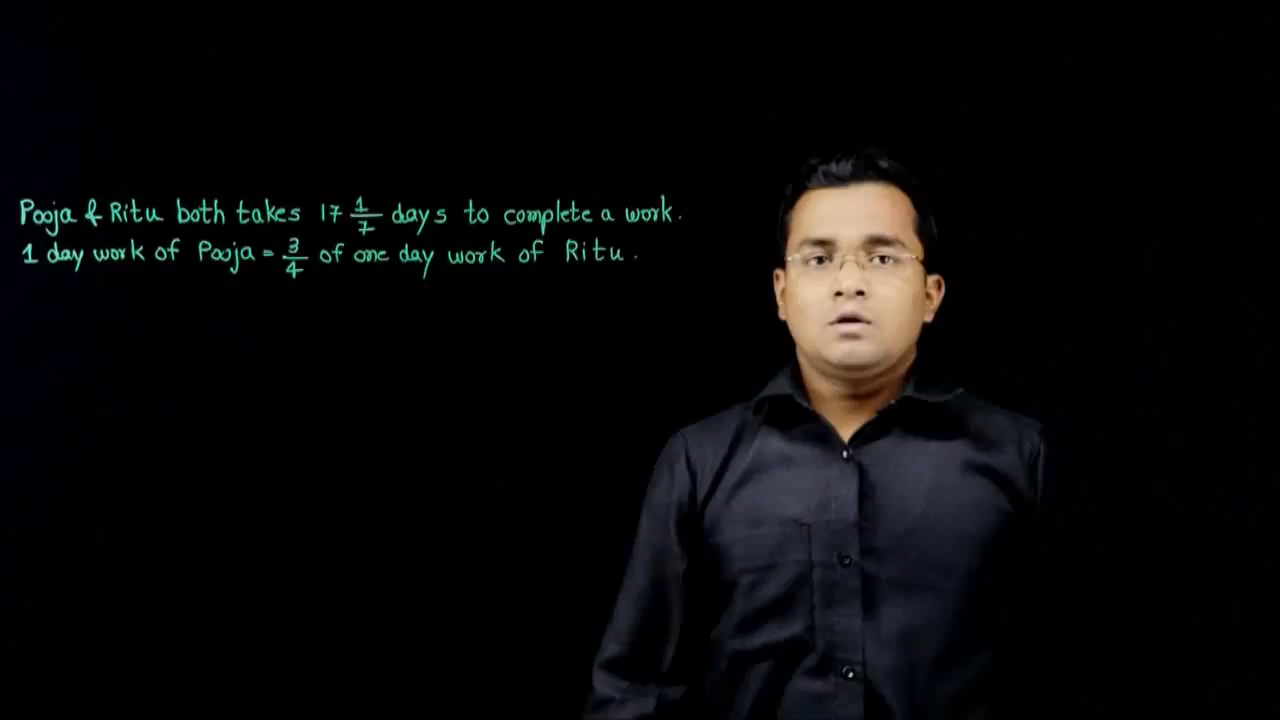 Pooja & Ritu both takes 17 1/7 days to complete a work.
1 day work of Pooja = 3/4 of one day work of Ritu.